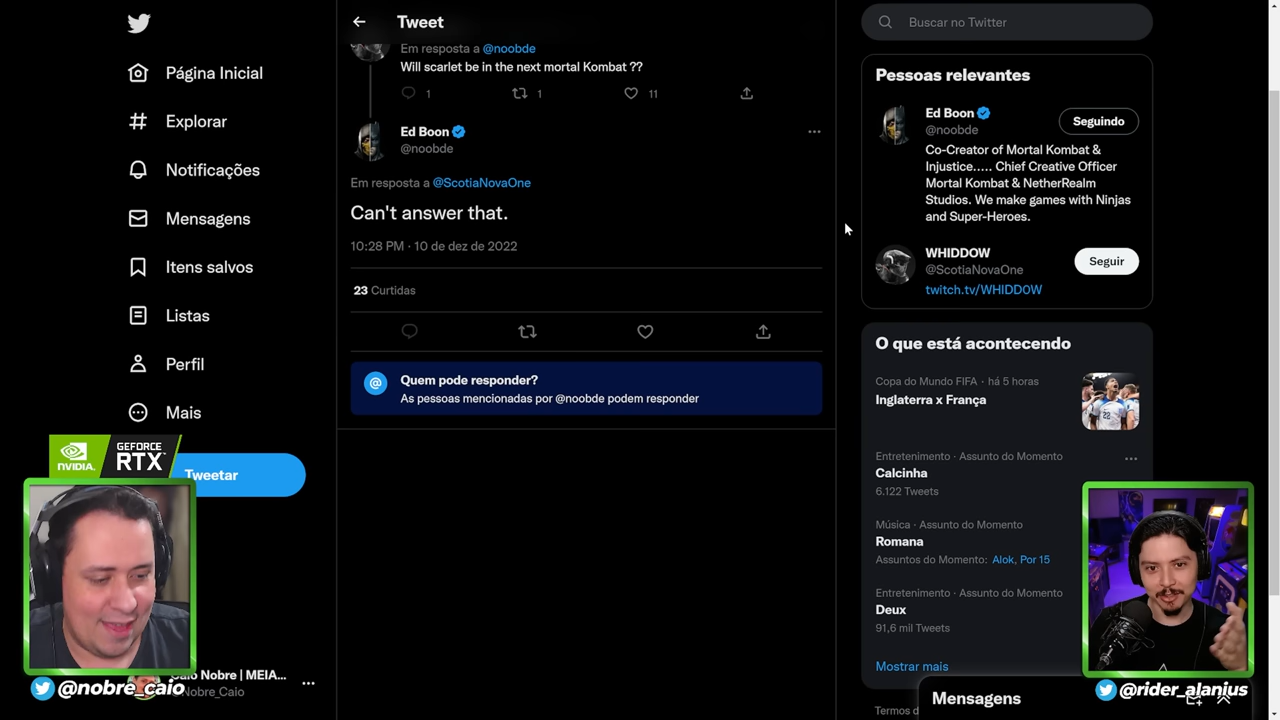 Página Inicial
Explorar
Notificações
Mensagens
Itens salvos
Listas
Perfil
Mais
Tweetar
NVIDIA.
GEFORCE
RTX
Caio Nobre | MEIA...
Nobre_Caio
@nobre_caio
Tweet
Em resposta a @noobde
Will scarlet be in the next mortal Kombat ??
1
1
11
Ed Boon
@noobde
Em resposta a @ScotiaNovaOne
Can't answer that.
10:28 PM · 10 de dez de 2022
23 Curtidas
Quem pode responder?
As pessoas mencionadas por @noobde podem responder
Buscar no Twitter
Pessoas relevantes
Ed Boon
@noobde
Seguindo
Co-Creator of Mortal Kombat &
Injustice..... Chief Creative Officer
Mortal Kombat & NetherRealm
Studios. We make games with Ninjas
and Super-Heroes.
WHIDDOW
@ScotiaNovaOne
Seguir
twitch.tv/WHIDD0W
O que está acontecendo
Copa do Mundo FIFA · há 5 horas
Inglaterra x França
Entretenimento · Assunto do Momento
Calcinha
6.122 Tweets
Música · Assunto do Momento
Romana
Assuntos do Momento: Alok, Por 15
Entretenimento · Assunto do Momento
Deux
91,6 mil Tweets
Mostrar mais
Termos d
Mensagens
@rider_alanius